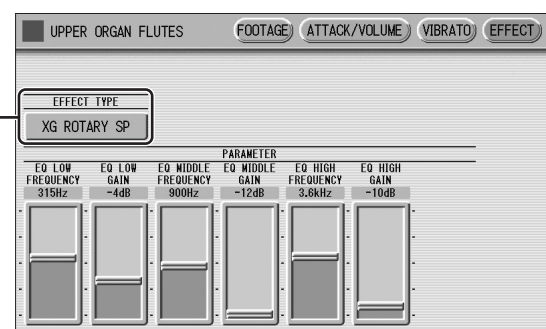 UPPER ORGAN FLUTES FOOTAGE ATTACK/VOLUME VIBRATO EFFECT
EFFECT TYPE
XG ROTARY SP
PARAMETER
EQ LOW FREQUENCY EQ LOW GAIN EQ MIDDLE FREQUENCY EQ MIDDLE GAIN EQ HIGH FREQUENCY EQ HIGH GAIN
315Hz -4dB 900Hz -12dB 3.6kHz -10dB